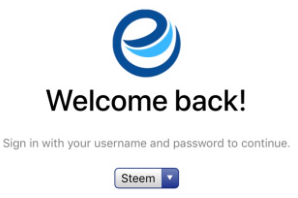 Welcome back!
Sign in with your username and password to continue.
Steem